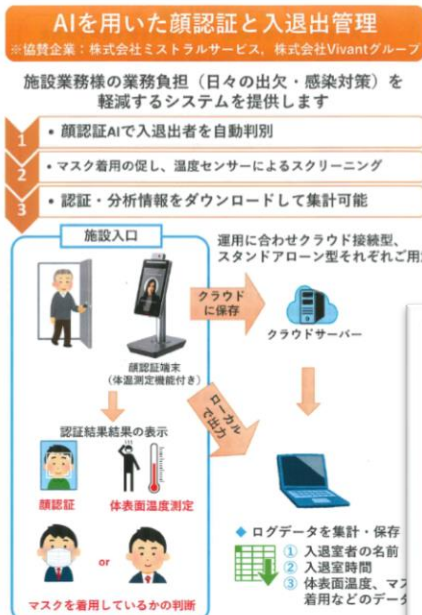 AIを用いた顔認証と入退出管理
※協賛企業：株式会社ミストラルサービス，株式会社Vivantグループ
施設業務様の業務負担（日々の出欠・感染対策）を
軽減するシステムを提供します
1
• 顔認証AIで入退出者を自動判別
2
• マスク着用の促し、温度センサーによるスクリーニング
3
• 認証・分析情報をダウンロードして集計可能
施設入口
運用に合わせクラウド接続型、
スタンドアローン型それぞれご用
クラウド
に保存
クラウドサーバー
顔認証端末
（体温測定機能付き）
ローカル
で出力
認証結果結果の表示
顔認証
体表面温度測定
or
マスクを着用しているかの判断
◆ ログデータを集計・保存
① 入退室者の名前
② 入退室時間
③ 体表面温度、マス
着用などのデータ